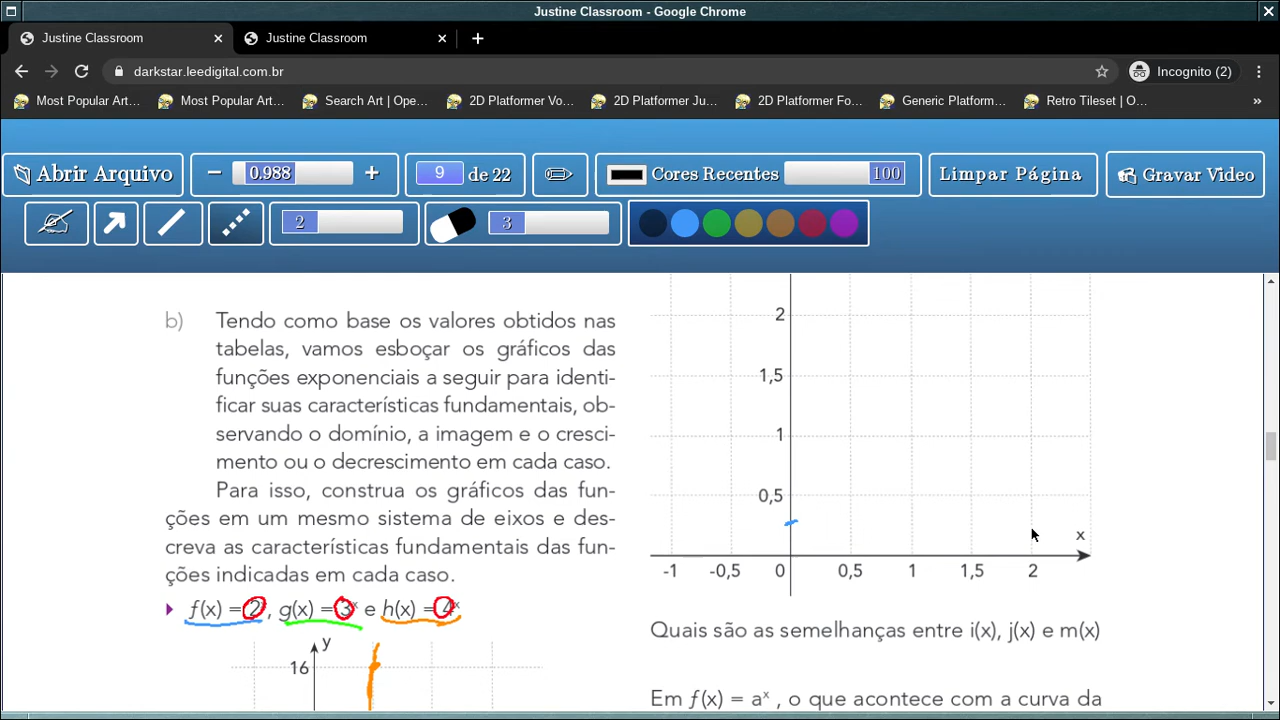 Justine Classroom - Google Chrome
Justine Classroom
Justine Classroom
darkstar.leedigital.com.br
Incognito (2)
Most Popular Art...
Most Popular Art...
Search Art | Ope...
2D Platformer Vo...
2D Platformer Ju...
2D Platformer Fo...
Generic Platform...
Retro Tileset | O...
»
Abrir Arquivo
− 0.988 +
9 de 22
Cores Recentes 100
Limpar Página
Gravar Video
2
3
b) Tendo como base os valores obtidos nas
tabelas, vamos esboçar os gráficos das
funções exponenciais a seguir para identi-
ficar suas características fundamentais, ob-
servando o domínio, a imagem e o cresci-
mento ou o decrescimento em cada caso.
Para isso, construa os gráficos das fun-
ções em um mesmo sistema de eixos e des-
creva as características fundamentais das fun-
ções indicadas em cada caso.
f(x) = 2ˣ, g(x) = 3ˣ e h(x) = 4ˣ
y
16
2
1,5
1
0,5
x
-1 -0,5 0 0,5 1 1,5 2
Quais são as semelhanças entre i(x), j(x) e m(x)
Em f(x) = aˣ , o que acontece com a curva da